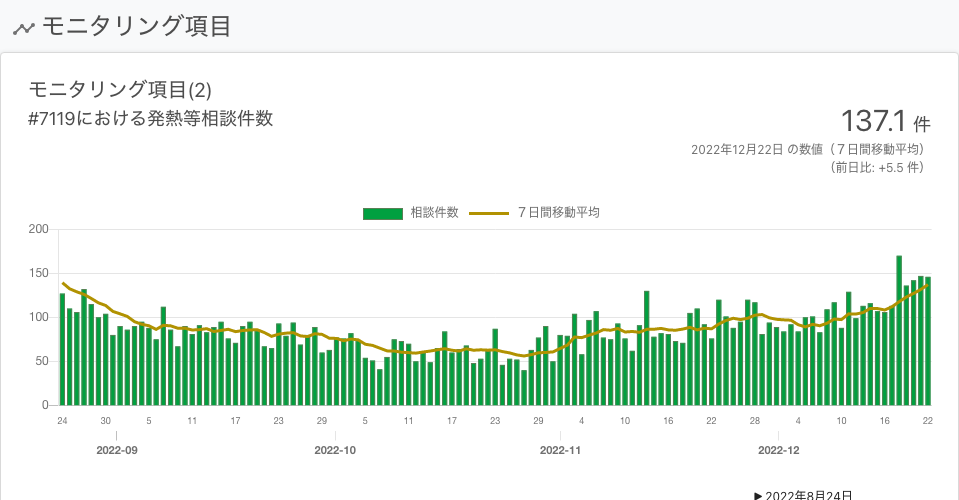 モニタリング項目
モニタリング項目(2)
#7119における発熱等相談件数
137.1 件
2022年12月22日 の数値（７日間移動平均）
（前日比: +5.5 件）
相談件数 ７日間移動平均
200
150
100
50
0
24 30 5 11 17 23 29 5 11 17 23 29 4 10 16 22 28 4 10 16 22
2022-09 2022-10 2022-11 2022-12
▶ 2022年8月24日